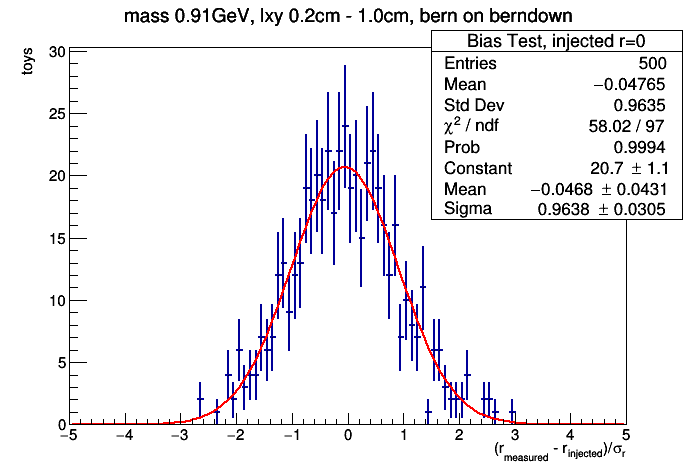 mass 0.91GeV, lxy 0.2cm - 1.0cm, bern on berndown
Bias Test, injected r=0
Entries 500
Mean −0.04765
Std Dev 0.9635
χ² / ndf 58.02 / 97
Prob 0.9994
Constant 20.7 ± 1.1
Mean −0.0468 ± 0.0431
Sigma 0.9638 ± 0.0305
toys
30
25
20
15
10
5
0
−5 −4 −3 −2 −1 0 1 2 3 4 5
(r_measured - r_injected)/σ_r